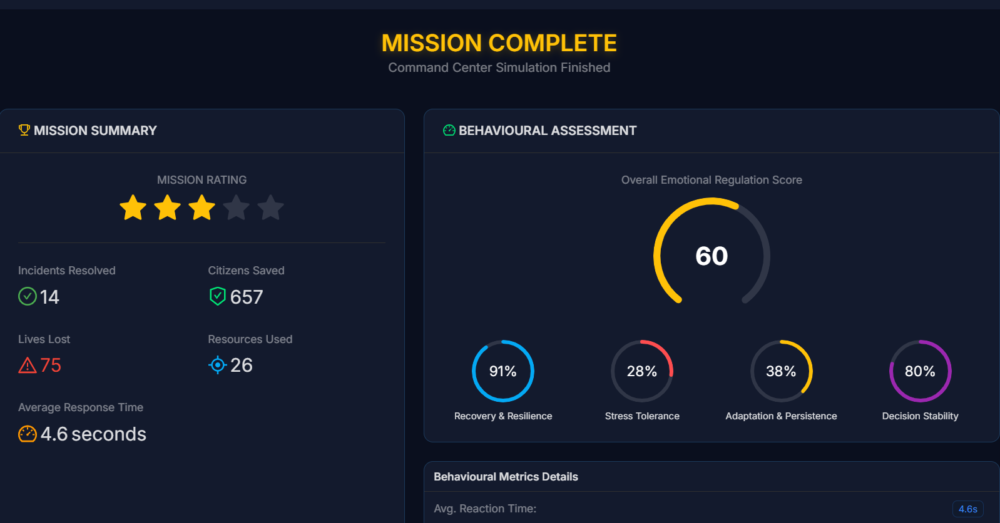 MISSION COMPLETE
Command Center Simulation Finished
MISSION SUMMARY
MISSION RATING
Incidents Resolved
14
Citizens Saved
657
Lives Lost
75
Resources Used
26
Average Response Time
4.6 seconds
BEHAVIOURAL ASSESSMENT
Overall Emotional Regulation Score
60
91%
Recovery & Resilience
28%
Stress Tolerance
38%
Adaptation & Persistence
80%
Decision Stability
Behavioural Metrics Details
Avg. Reaction Time:
4.6s